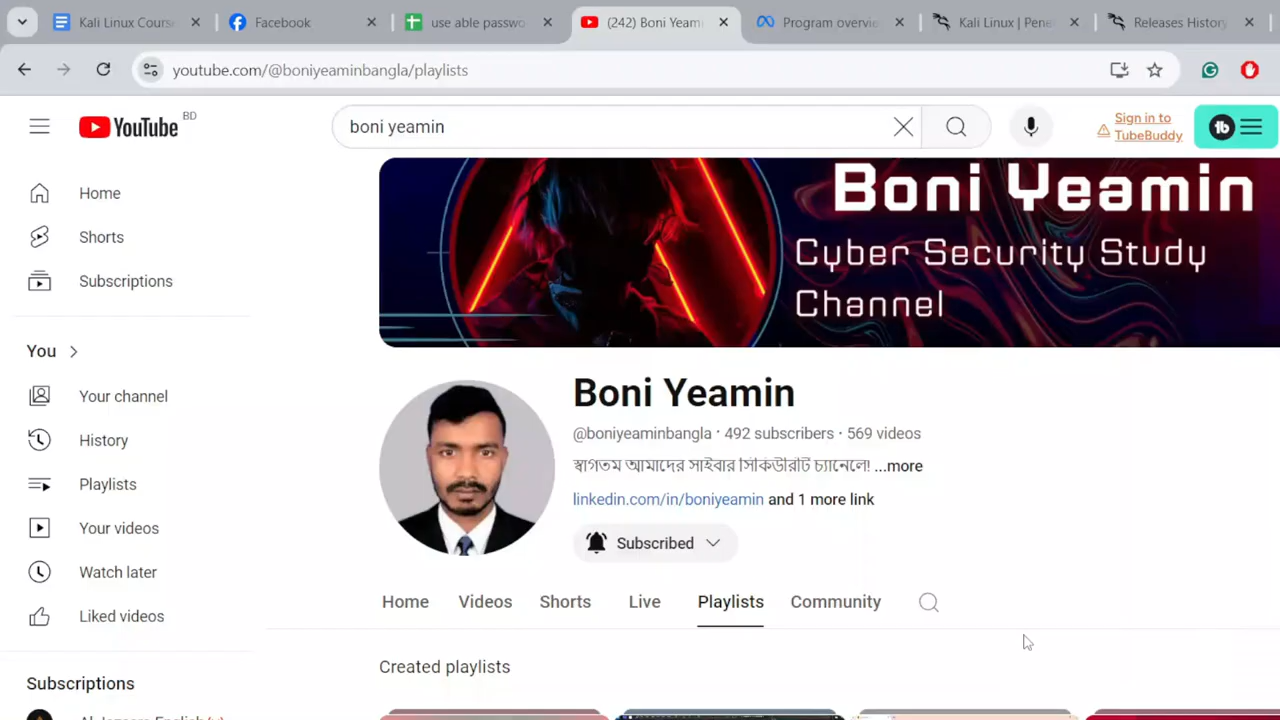 Kali Linux Cours
Facebook
use able passwo
(242) Boni Yeam
Program overvie
Kali Linux | Pene
Releases History
youtube.com/@boniyeaminbangla/playlists
YouTube BD
boni yeamin
Sign in to
TubeBuddy
tb
Home
Shorts
Subscriptions
You
Your channel
History
Playlists
Your videos
Watch later
Liked videos
Subscriptions
Boni Yeamin
Cyber Security Study
Channel
Boni Yeamin
@boniyeaminbangla · 492 subscribers · 569 videos
স্বাগতম আমাদের সাইবার সিকিউরিটি চ্যানেলে! ...more
linkedin.com/in/boniyeamin and 1 more link
Subscribed
Home Videos Shorts Live Playlists Community
Created playlists